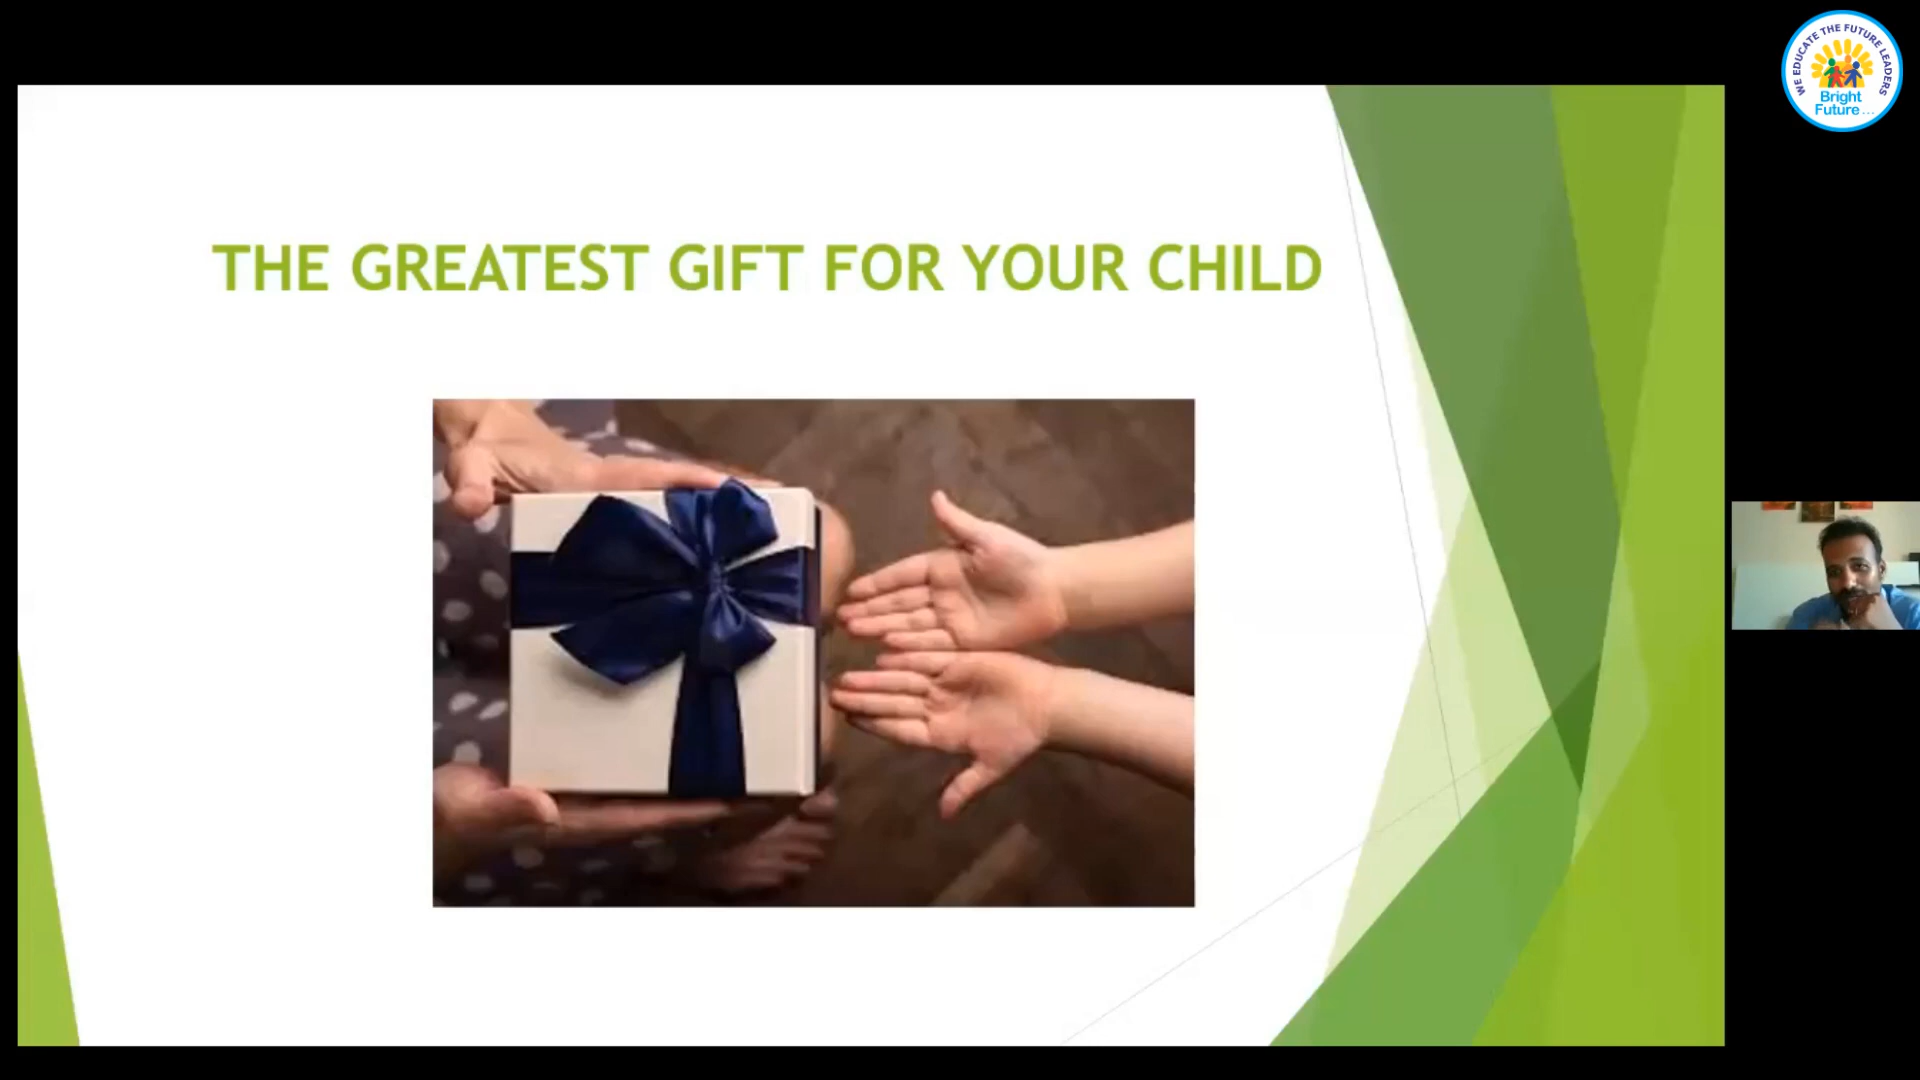 THE GREATEST GIFT FOR YOUR CHILD
WE EDUCATE THE FUTURE LEADERS
Bright
Future...